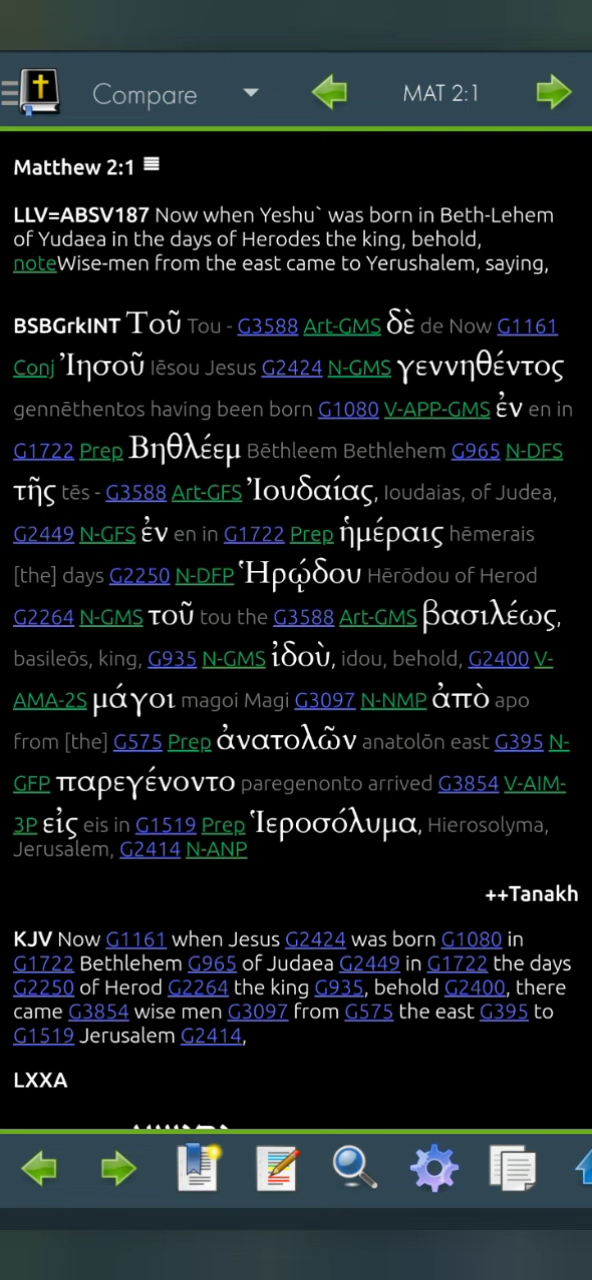 Compare
MAT 2:1
Matthew 2:1
LLV=ABSV187 Now when Yeshu` was born in Beth-Lehem
of Yudaea in the days of Herodes the king, behold,
noteWise-men from the east came to Yerushalem, saying,
BSBGrkINT Τοῦ Tou - G3588 Art-GMS δὲ de Now G1161
Conj Ἰησοῦ Iēsou Jesus G2424 N-GMS γεννηθέντος
gennēthentos having been born G1080 V-APP-GMS ἐν en in
G1722 Prep Βηθλέεμ Bēthleem Bethlehem G965 N-DFS
τῆς tēs - G3588 Art-GFS Ἰουδαίας, Ioudaias, of Judea,
G2449 N-GFS ἐν en in G1722 Prep ἡμέραις hēmerais
[the] days G2250 N-DFP Ἡρῴδου Hērōdou of Herod
G2264 N-GMS τοῦ tou the G3588 Art-GMS βασιλέως,
basileōs, king, G935 N-GMS ἰδοὺ, idou, behold, G2400 V-
AMA-2S μάγοι magoi Magi G3097 N-NMP ἀπὸ apo
from [the] G575 Prep ἀνατολῶν anatolōn east G395 N-
GFP παρεγένοντο paregenonto arrived G3854 V-AIM-
3P εἰς eis in G1519 Prep Ἱεροσόλυμα, Hierosolyma,
Jerusalem, G2414 N-ANP
++Tanakh
KJV Now G1161 when Jesus G2424 was born G1080 in
G1722 Bethlehem G965 of Judaea G2449 in G1722 the days
G2250 of Herod G2264 the king G935, behold G2400, there
came G3854 wise men G3097 from G575 the east G395 to
G1519 Jerusalem G2414,
LXXA